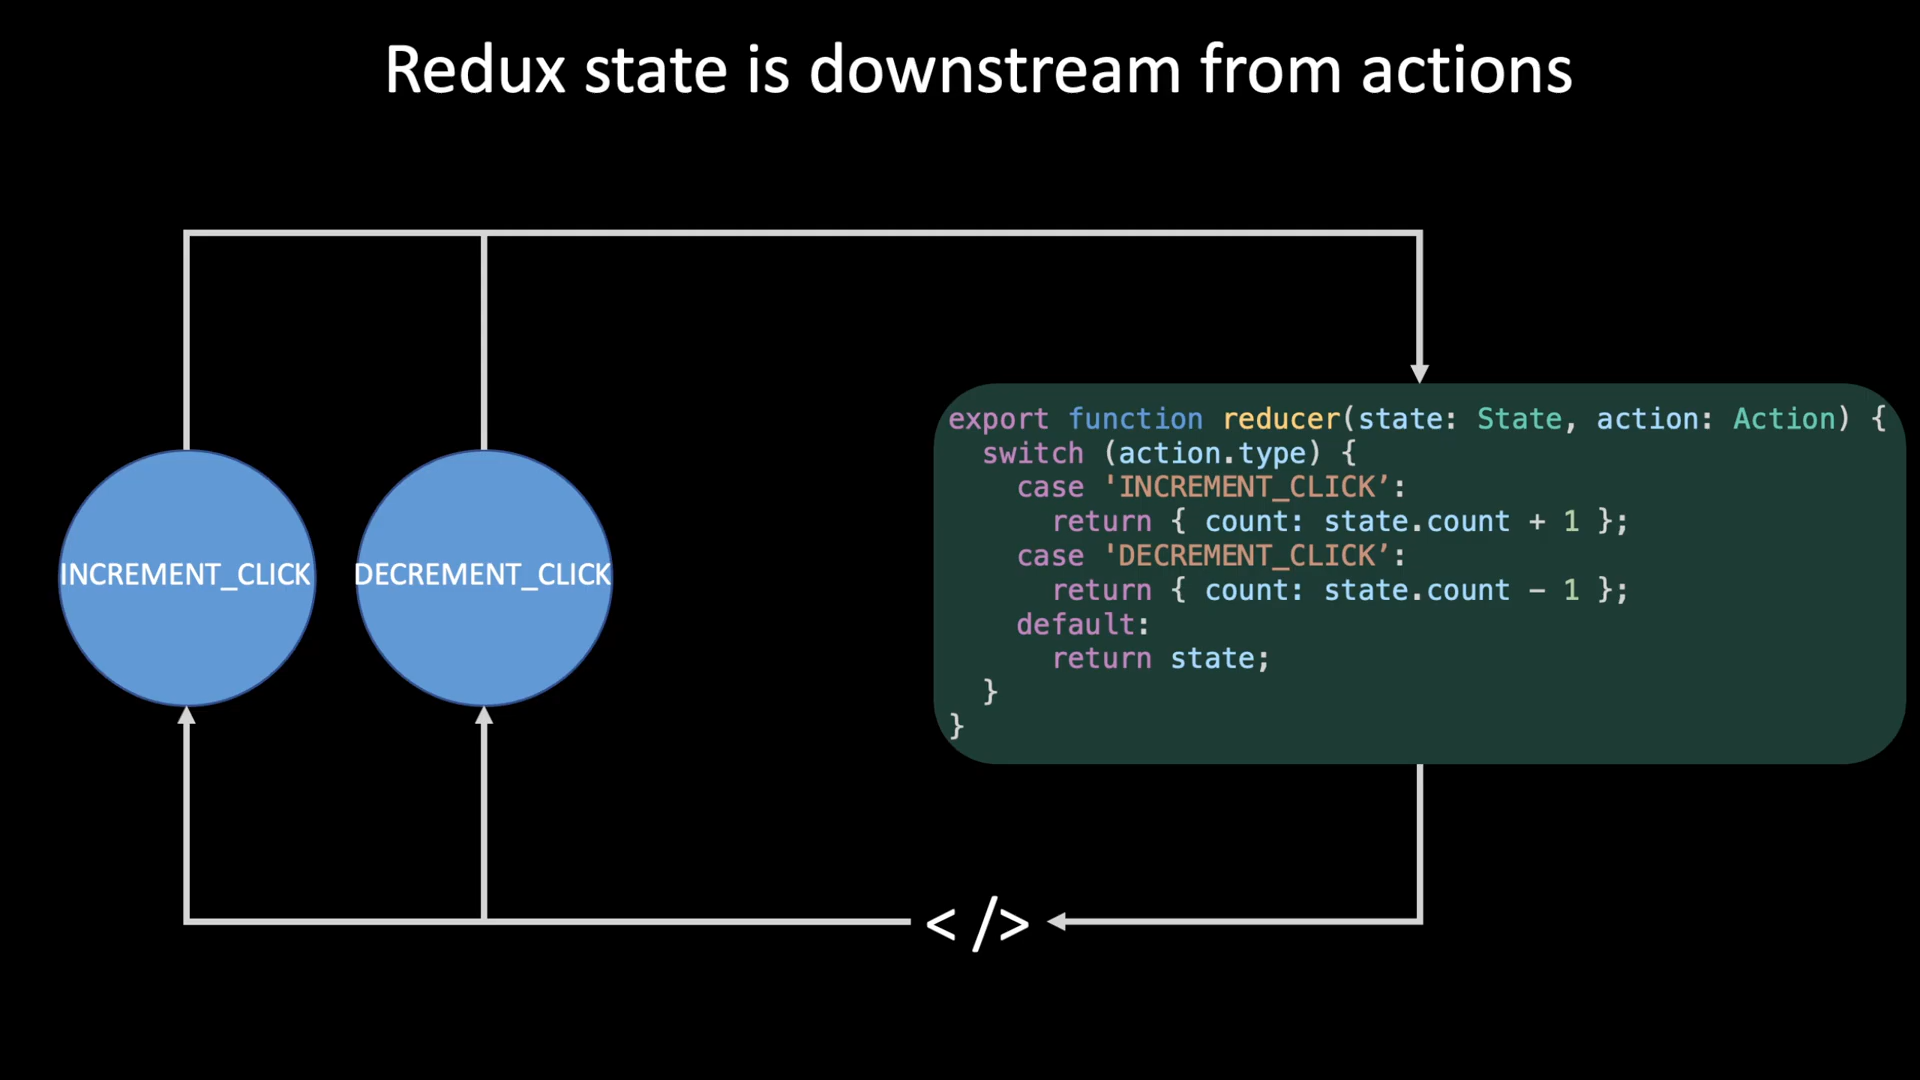 Redux state is downstream from actions
INCREMENT_CLICK
DECREMENT_CLICK
export function reducer(state: State, action: Action) {
  switch (action.type) {
    case 'INCREMENT_CLICK’:
      return { count: state.count + 1 };
    case 'DECREMENT_CLICK’:
      return { count: state.count − 1 };
    default:
      return state;
  }
}
< />